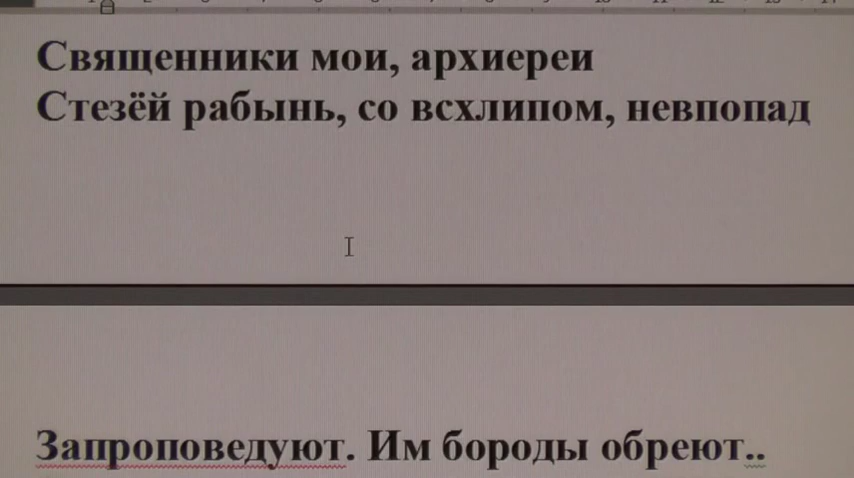 Священники мои, архиереи
Стезёй рабынь, со всхлипом, невпопад
Запроповедуют. Им бороды обреют..